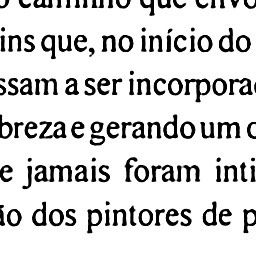 o caminho que envo
ins que, no início do
ssam a ser incorpora
breza e gerando um
e jamais foram inti
ão dos pintores de p